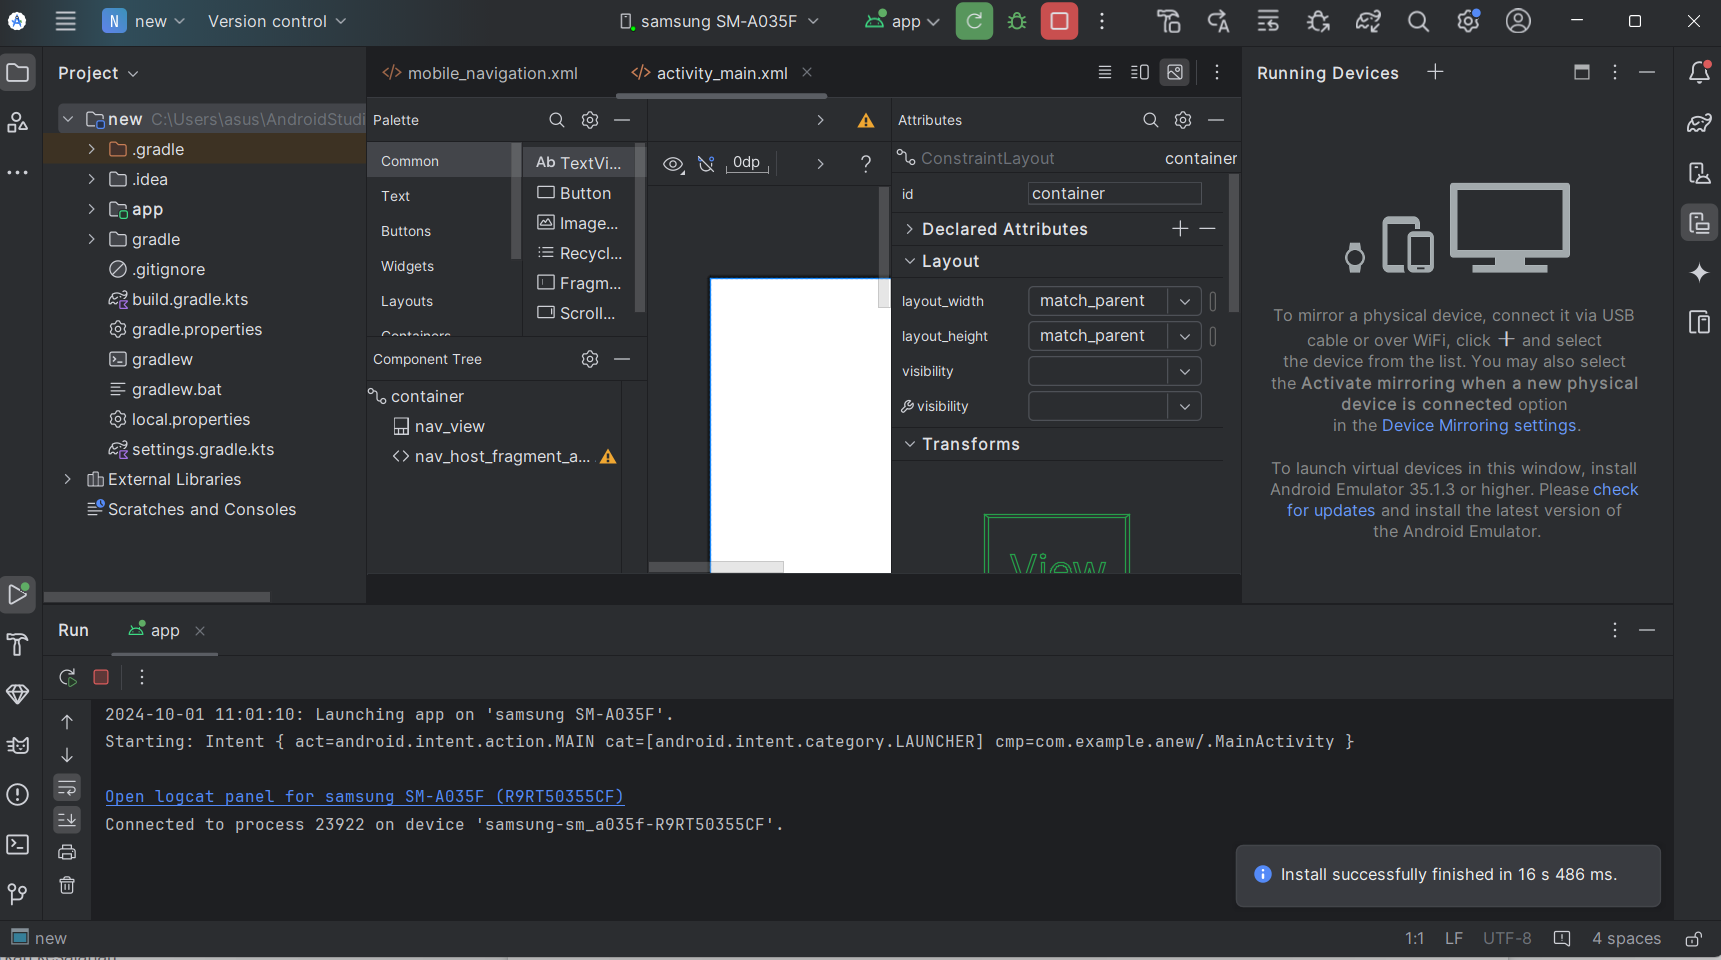 N new Version control samsung SM-A035F app
Project
mobile_navigation.xml activity_main.xml
Running Devices
new C:\Users\asus\AndroidStudi
.gradle
.idea
app
gradle
.gitignore
build.gradle.kts
gradle.properties
gradlew
gradlew.bat
local.properties
settings.gradle.kts
External Libraries
Scratches and Consoles
Palette
Common
Text
Buttons
Widgets
Layouts
Containers
Ab TextVi...
Button
Image...
Recycl...
Fragm...
Scroll...
Component Tree
container
nav_view
nav_host_fragment_a...
0dp
?
Attributes
ConstraintLayout container
id container
Declared Attributes
Layout
layout_width match_parent
layout_height match_parent
visibility
visibility
Transforms
View
To mirror a physical device, connect it via USB
cable or over WiFi, click + and select
the device from the list. You may also select
the Activate mirroring when a new physical
device is connected option
in the Device Mirroring settings.
To launch virtual devices in this window, install
Android Emulator 35.1.3 or higher. Please check
for updates and install the latest version of
the Android Emulator.
Run app
2024-10-01 11:01:10: Launching app on 'samsung SM-A035F'.
Starting: Intent { act=android.intent.action.MAIN cat=[android.intent.category.LAUNCHER] cmp=com.example.anew/.MainActivity }
Open logcat panel for samsung SM-A035F (R9RT50355CF)
Connected to process 23922 on device 'samsung-sm_a035f-R9RT50355CF'.
Install successfully finished in 16 s 486 ms.
new
1:1 LF UTF-8 4 spaces